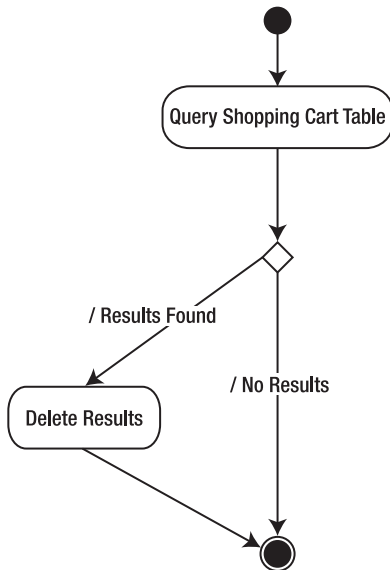 Query Shopping Cart Table
/ Results Found
/ No Results
Delete Results